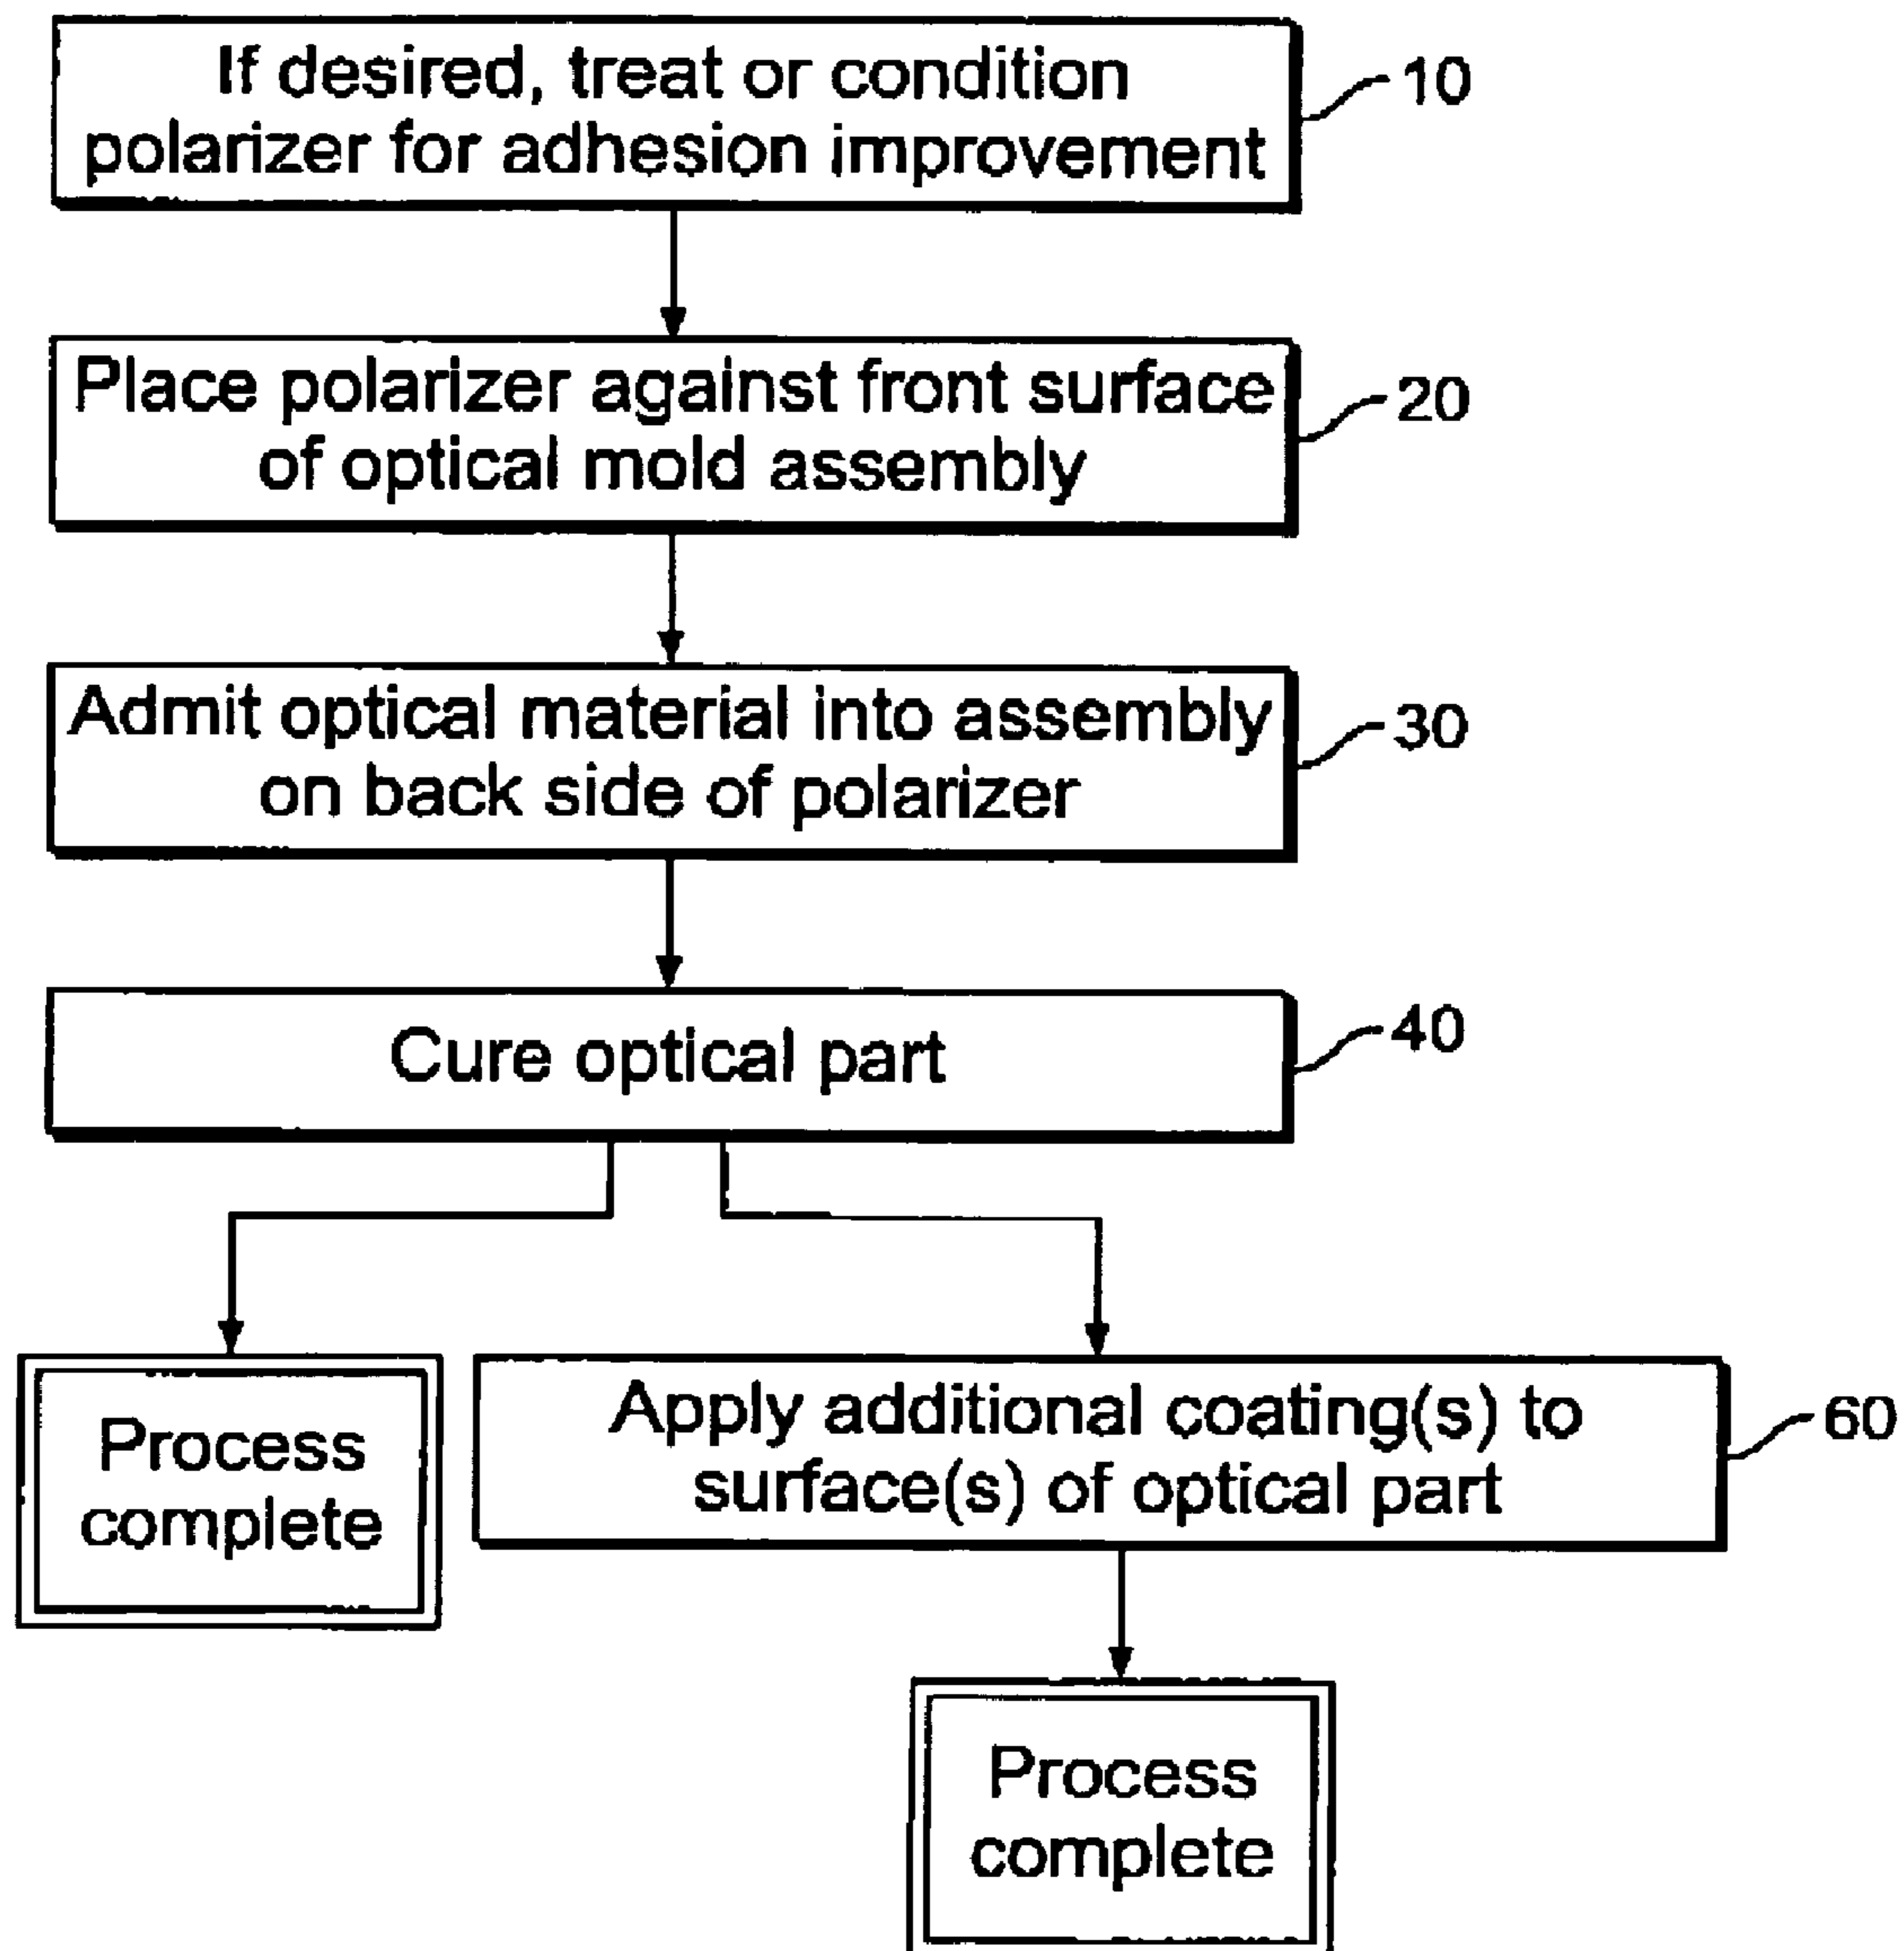 If desired, treat or condition
polarizer for adhesion improvement
10
Place polarizer against front surface
of optical mold assembly
20
Admit optical material into assembly
on back side of polarizer
30
Cure optical part
40
Process
complete
Apply additional coating(s) to
surface(s) of optical part
60
Process
complete